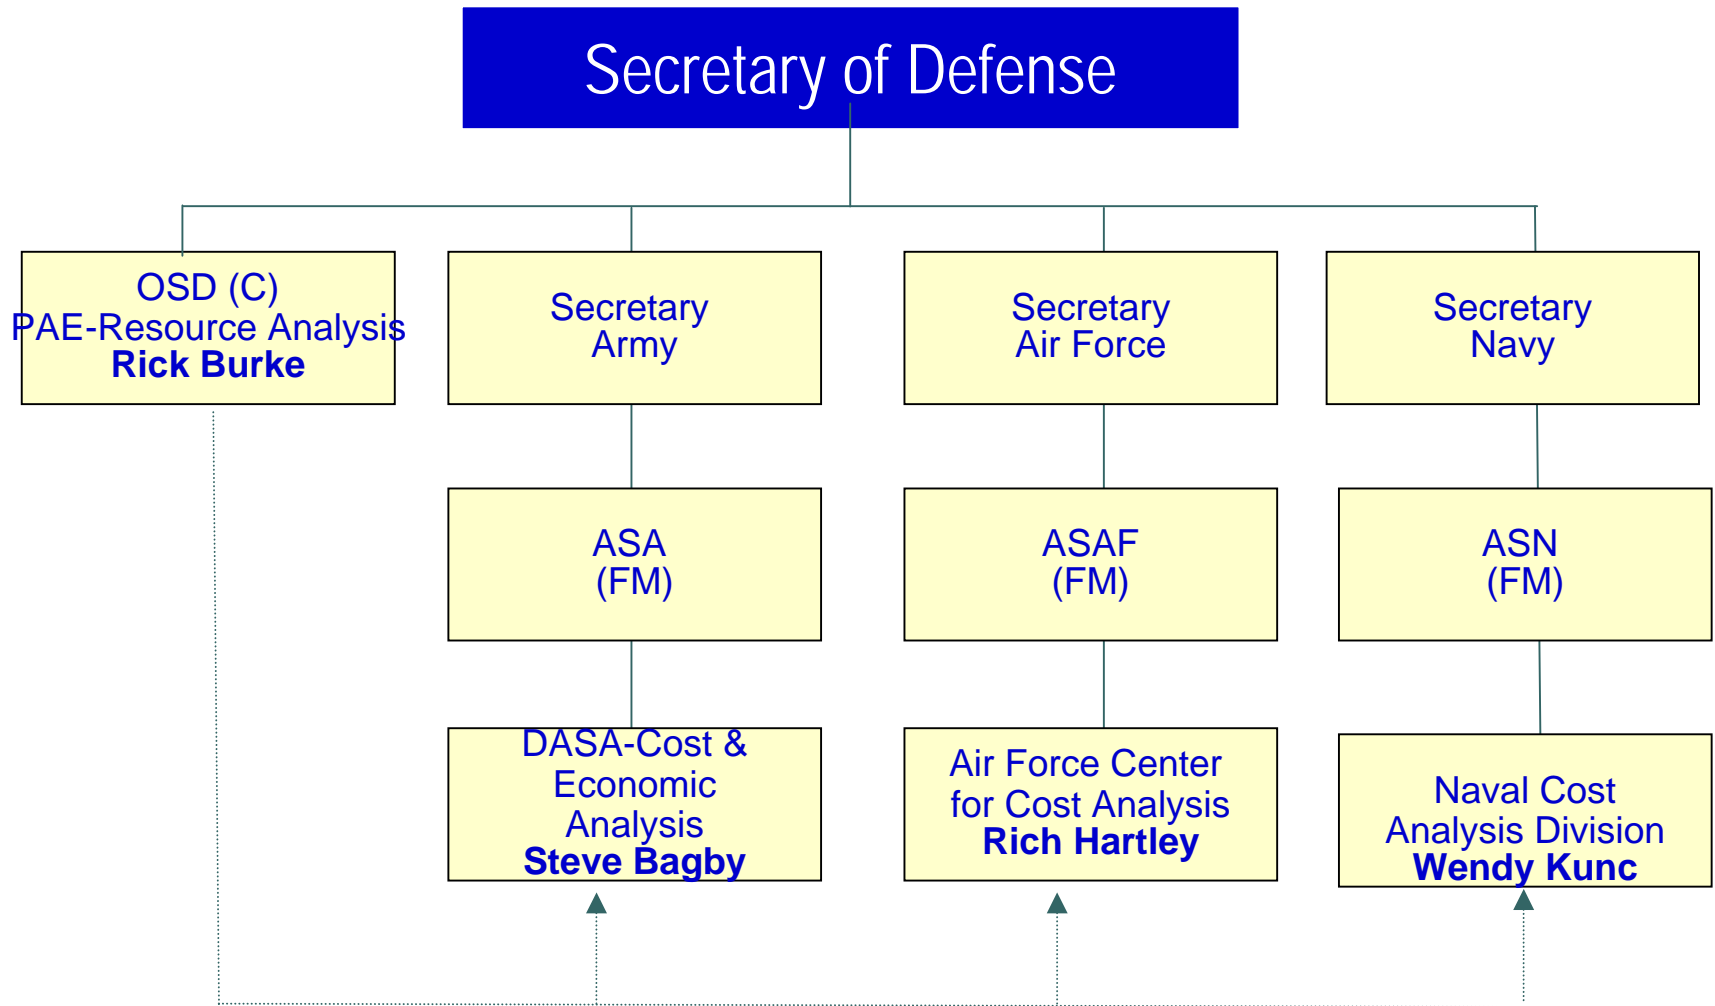 Secretary of Defense
OSD (C)
PAE-Resource Analysis
Rick Burke
Secretary
Army
Secretary
Air Force
Secretary
Navy
ASA
(FM)
ASAF
(FM)
ASN
(FM)
DASA-Cost &
Economic
Analysis
Steve Bagby
Air Force Center
for Cost Analysis
Rich Hartley
Naval Cost
Analysis Division
Wendy Kunc